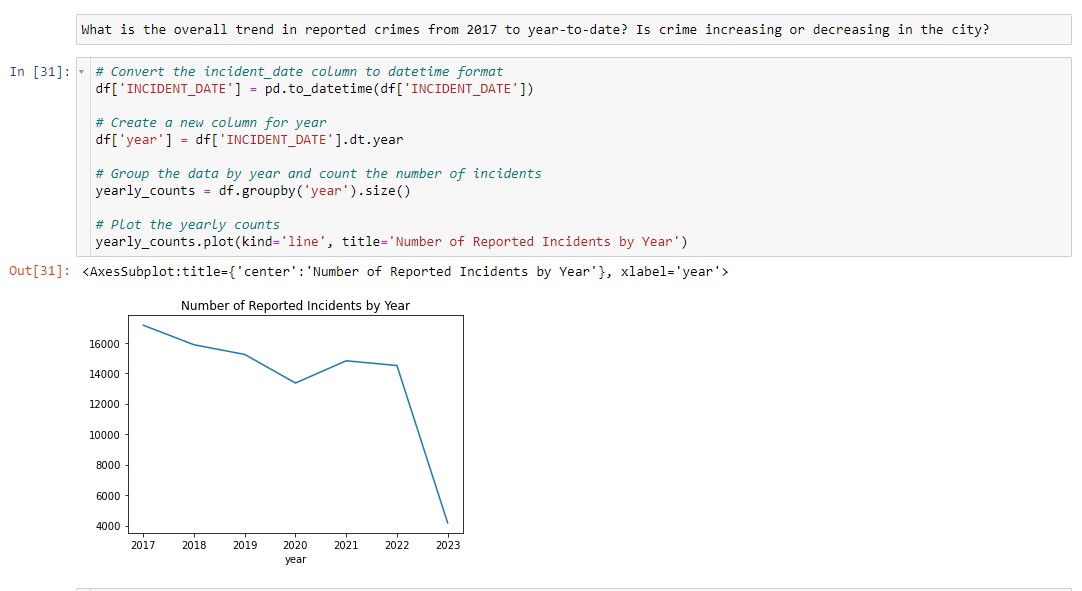 What is the overall trend in reported crimes from 2017 to year-to-date? Is crime increasing or decreasing in the city?
In [31]:
# Convert the incident_date column to datetime format
df['INCIDENT_DATE'] = pd.to_datetime(df['INCIDENT_DATE'])
# Create a new column for year
df['year'] = df['INCIDENT_DATE'].dt.year
# Group the data by year and count the number of incidents
yearly_counts = df.groupby('year').size()
# Plot the yearly counts
yearly_counts.plot(kind='line', title='Number of Reported Incidents by Year')
Out[31]: <AxesSubplot:title={'center':'Number of Reported Incidents by Year'}, xlabel='year'>
Number of Reported Incidents by Year
16000
14000
12000
10000
8000
6000
4000
2017 2018 2019 2020 2021 2022 2023
year